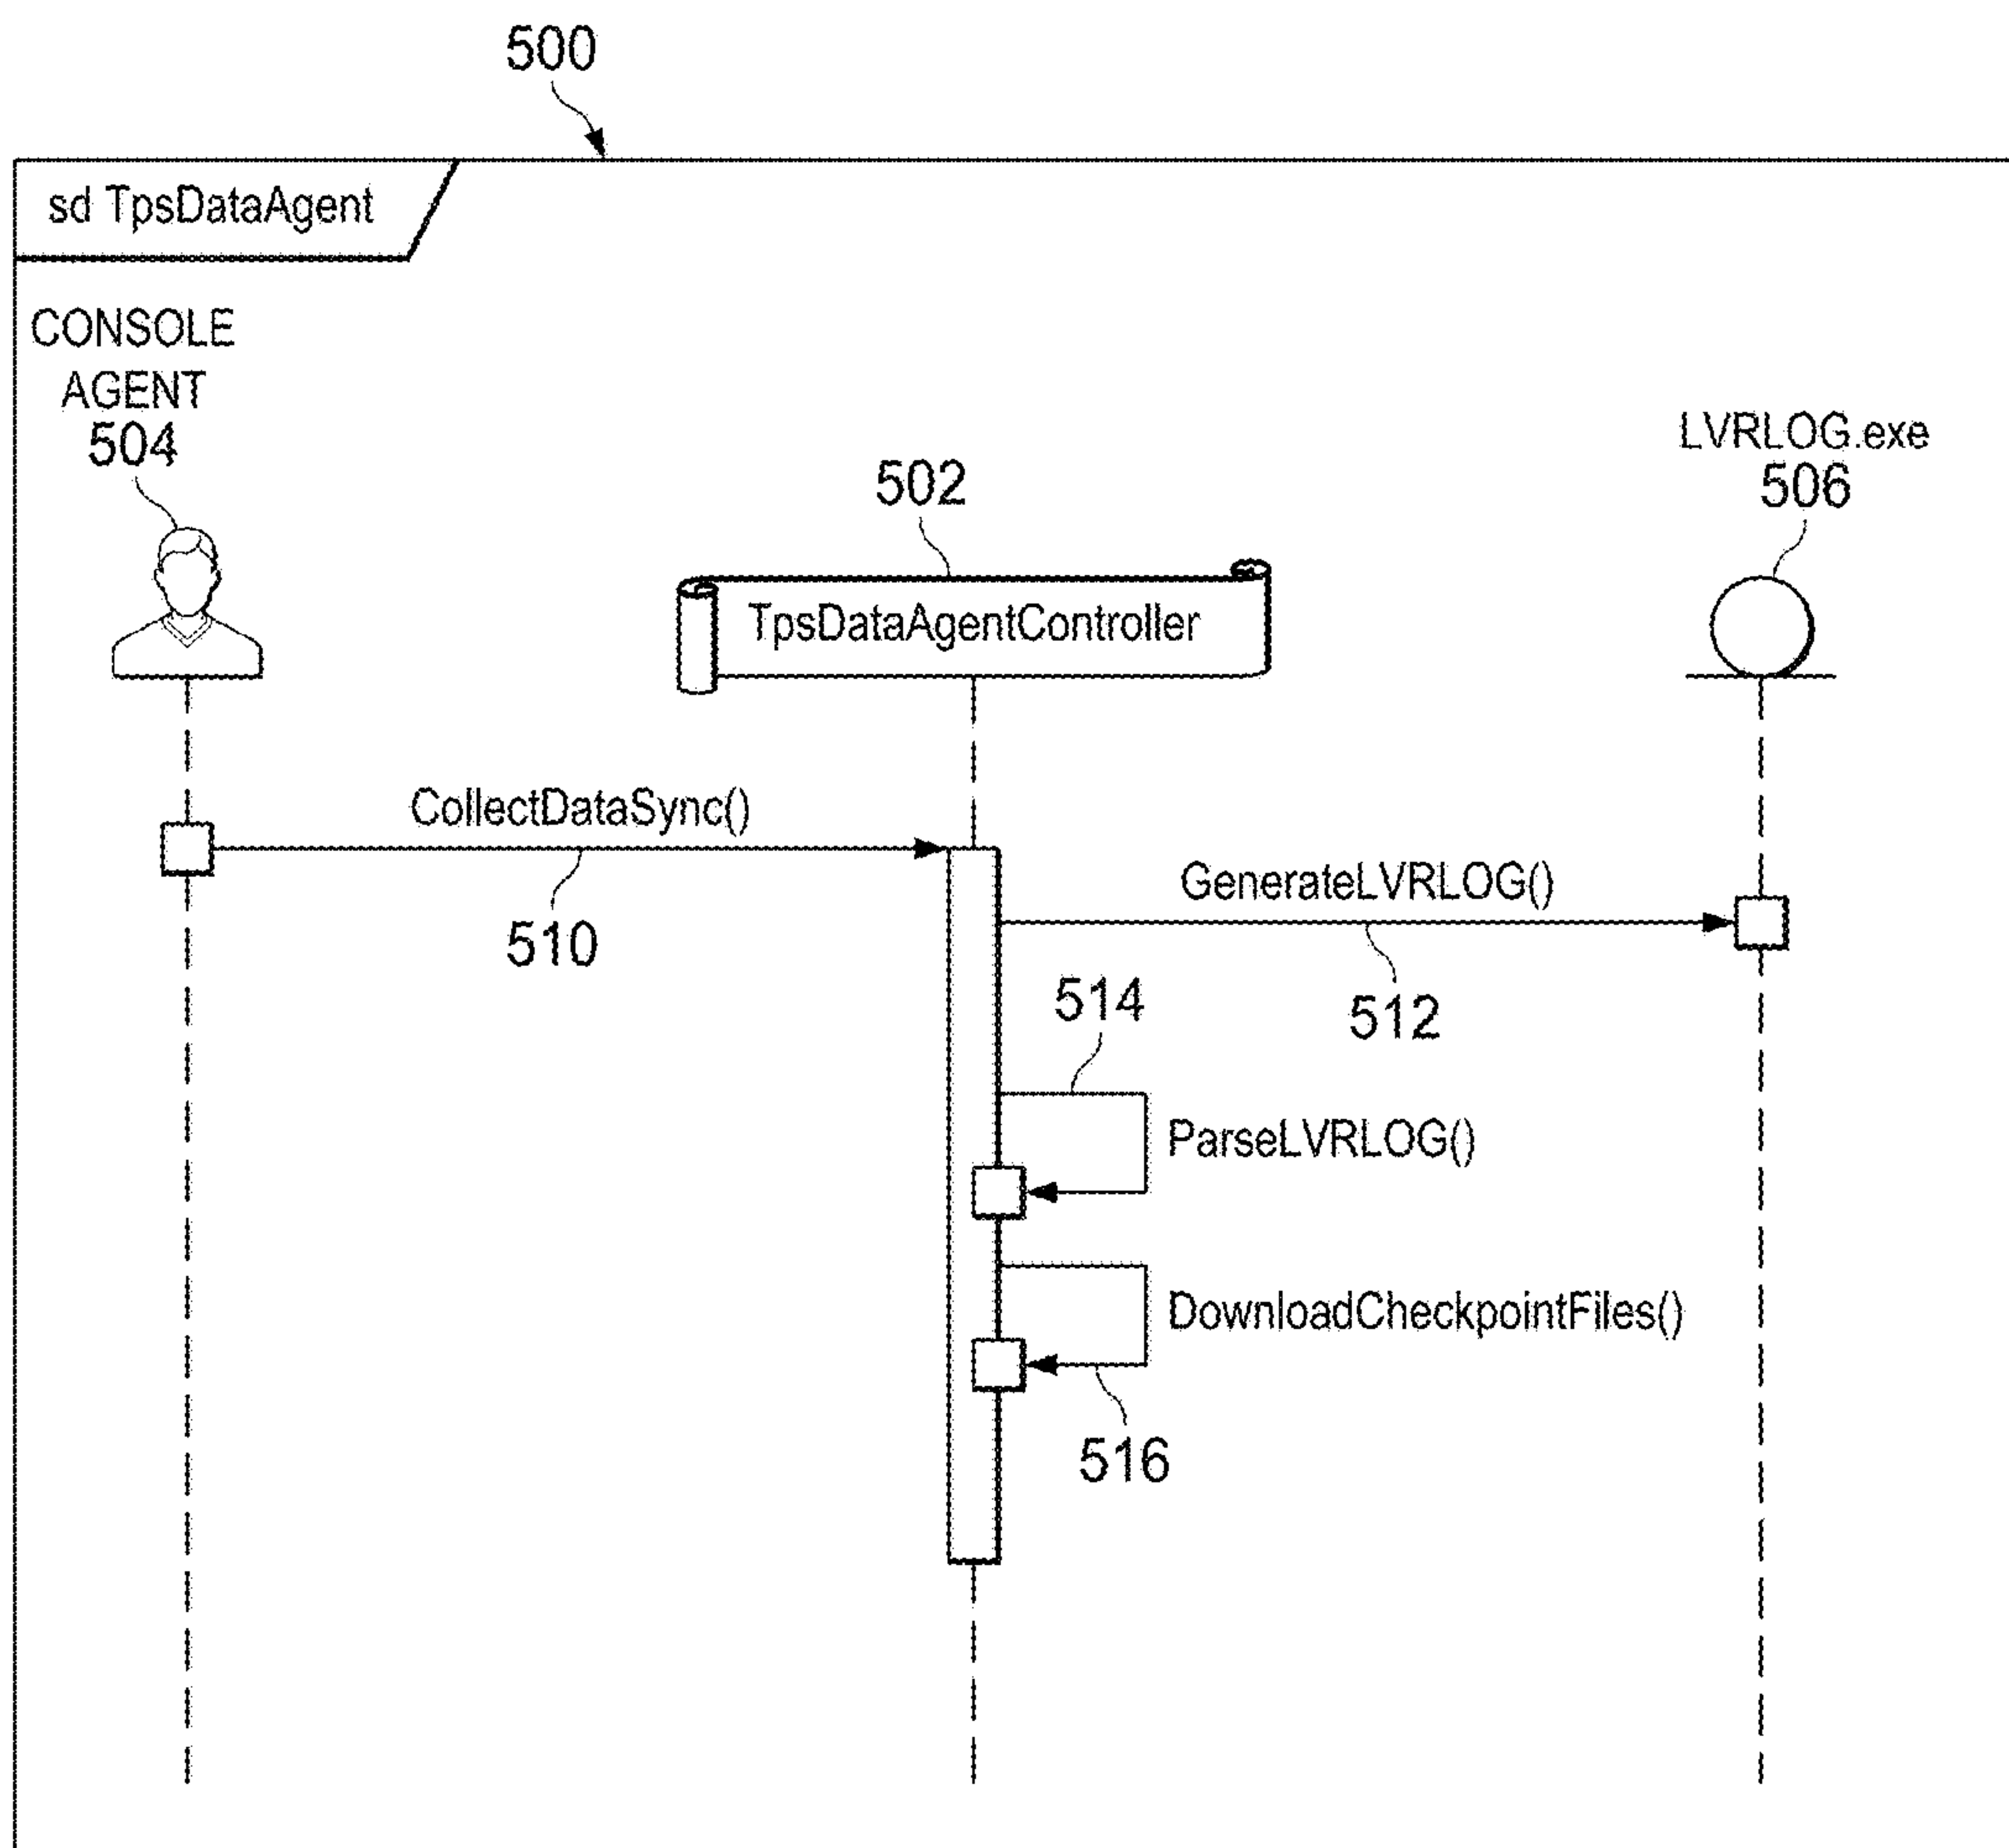 500
sd TpsDataAgent
CONSOLE
AGENT
504
LVRLOG.exe
506
502
TpsDataAgentController
CollectDataSync()
510
GenerateLVRLOG()
512
514
ParseLVRLOG()
DownloadCheckpointFiles()
516